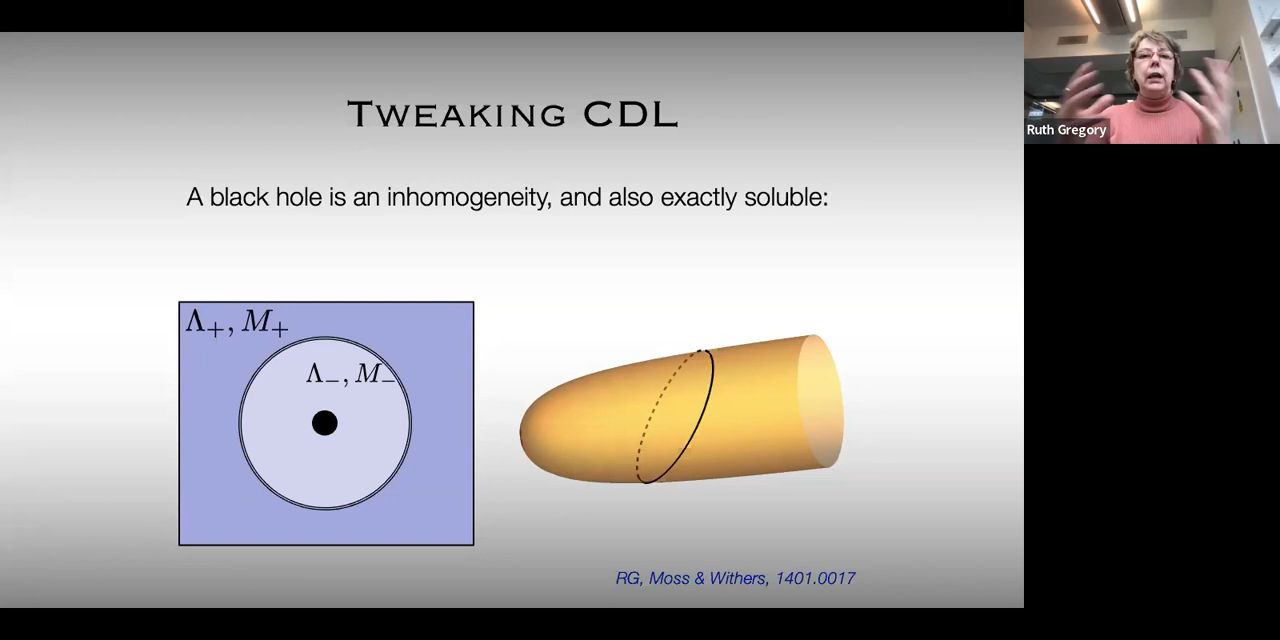 TWEAKING CDL
A black hole is an inhomogeneity, and also exactly soluble:
Λ₊, M₊
Λ₋, M₋
RG, Moss & Withers, 1401.0017
Ruth Gregory